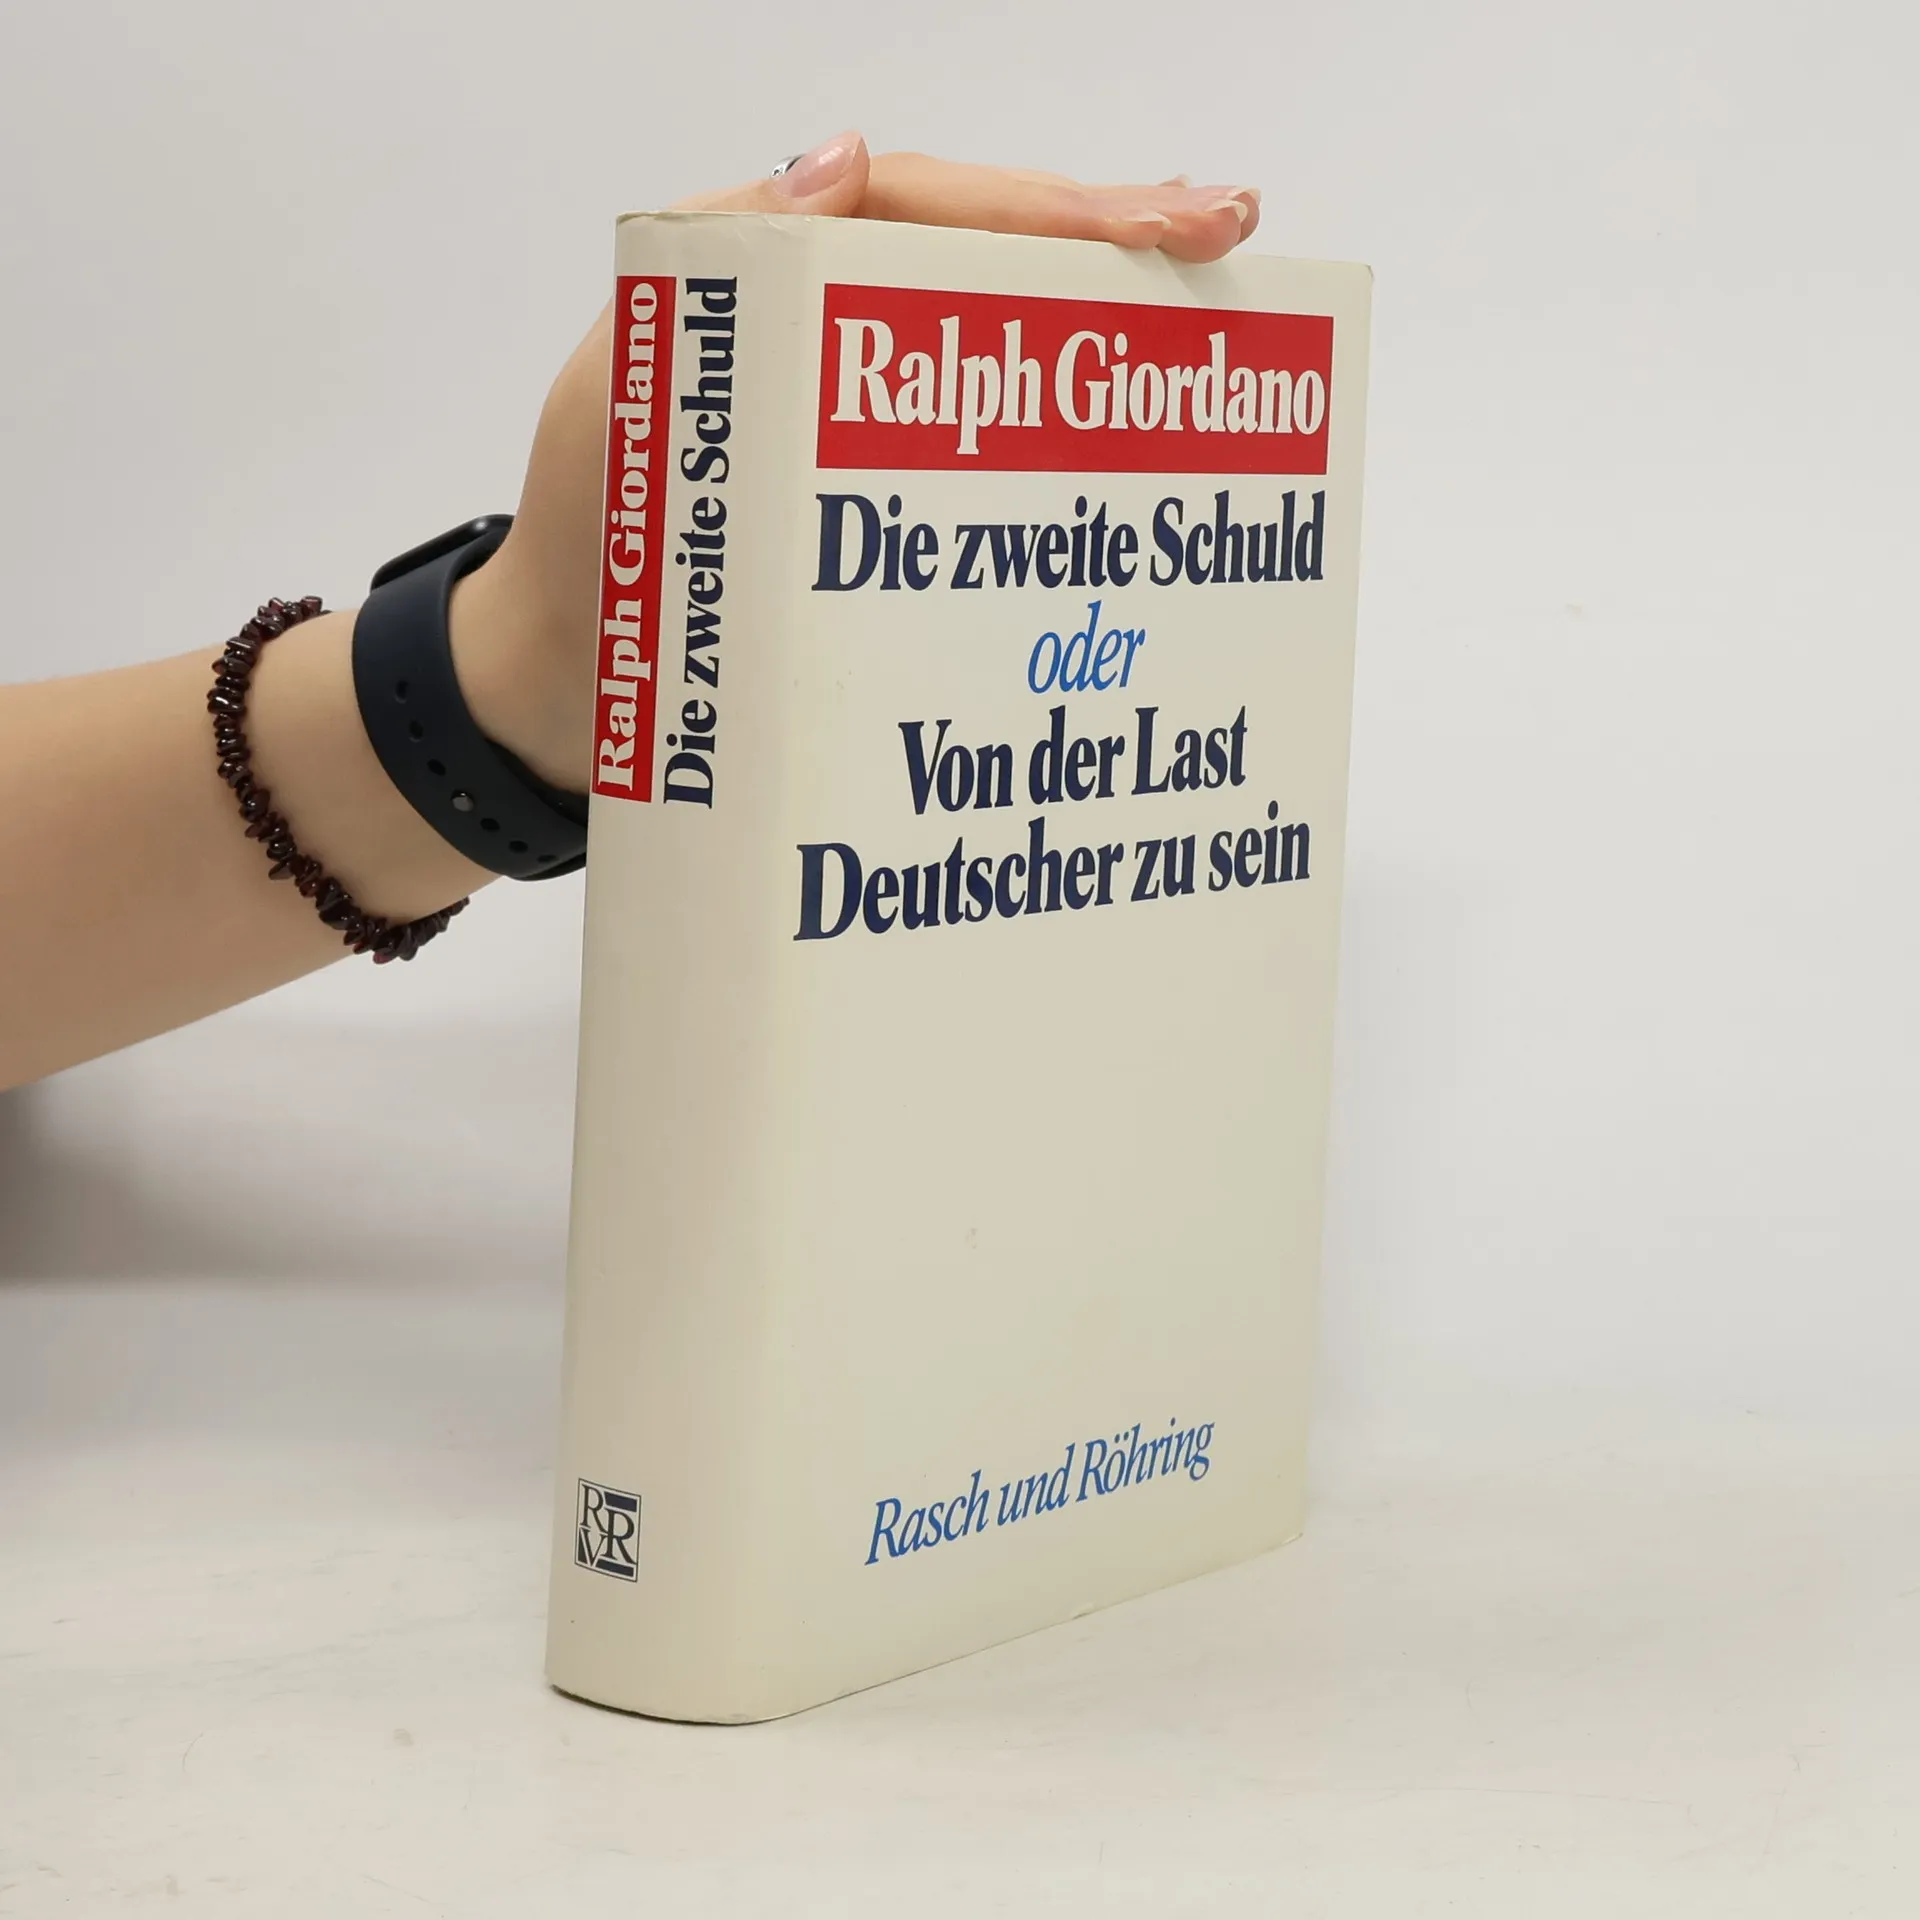 Ralph Giordano
Die zweite Schuld
RRV
Ralph Giordano
Die zweite Schuld
oder
Von der Last
Deutscher zu sein
Rasch und Röhring